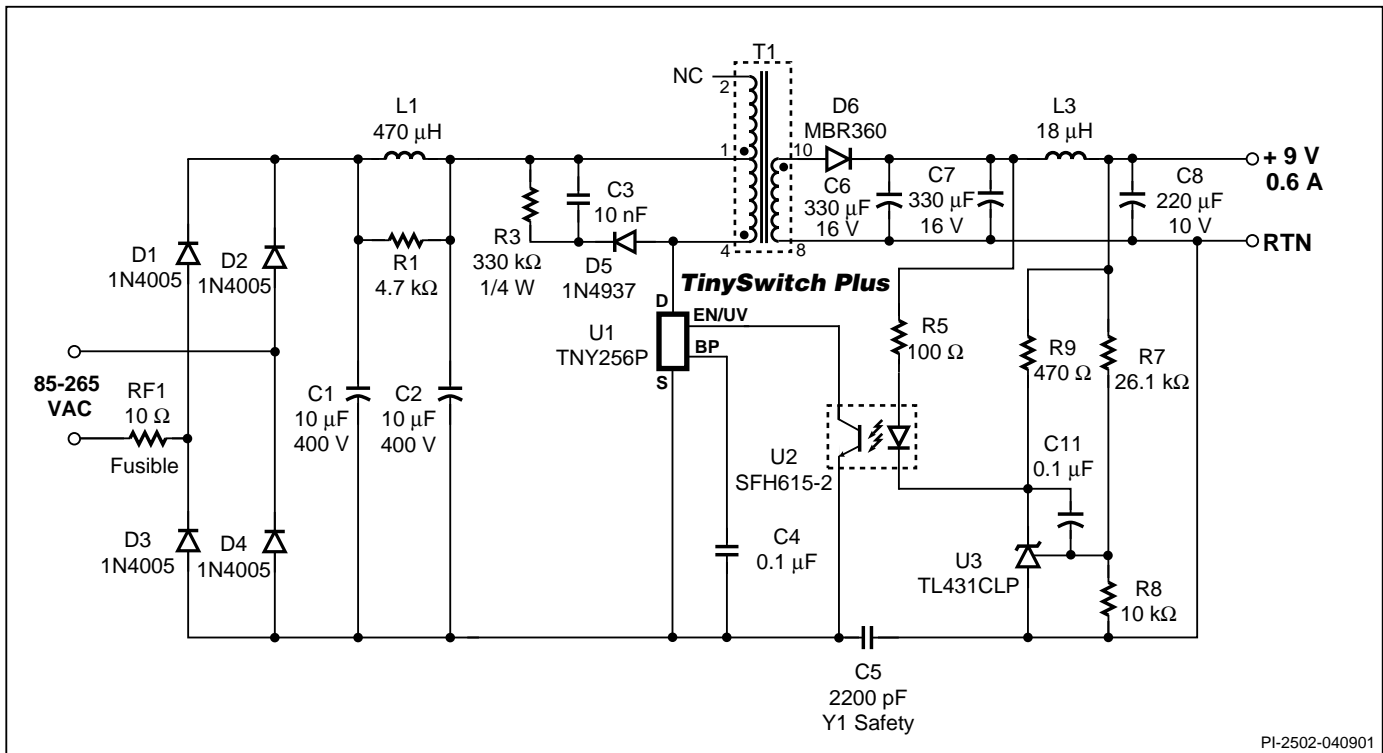 T1
NC
2
L1
470 µH
1
10
D6
MBR360
L3
18 µH
+ 9 V
0.6 A
C3
10 nF
C6
330 µF
16 V
C7
330 µF
16 V
C8
220 µF
10 V
RTN
D1
1N4005
D2
1N4005
R1
4.7 kΩ
R3
330 kΩ
1/4 W
D5
1N4937
4
8
TinySwitch Plus
D
EN/UV
BP
S
U1
TNY256P
R5
100 Ω
R9
470 Ω
R7
26.1 kΩ
85-265
VAC
RF1
10 Ω
Fusible
C1
10 µF
400 V
C2
10 µF
400 V
U2
SFH615-2
C11
0.1 µF
D3
1N4005
D4
1N4005
C4
0.1 µF
U3
TL431CLP
R8
10 kΩ
C5
2200 pF
Y1 Safety
PI-2502-040901